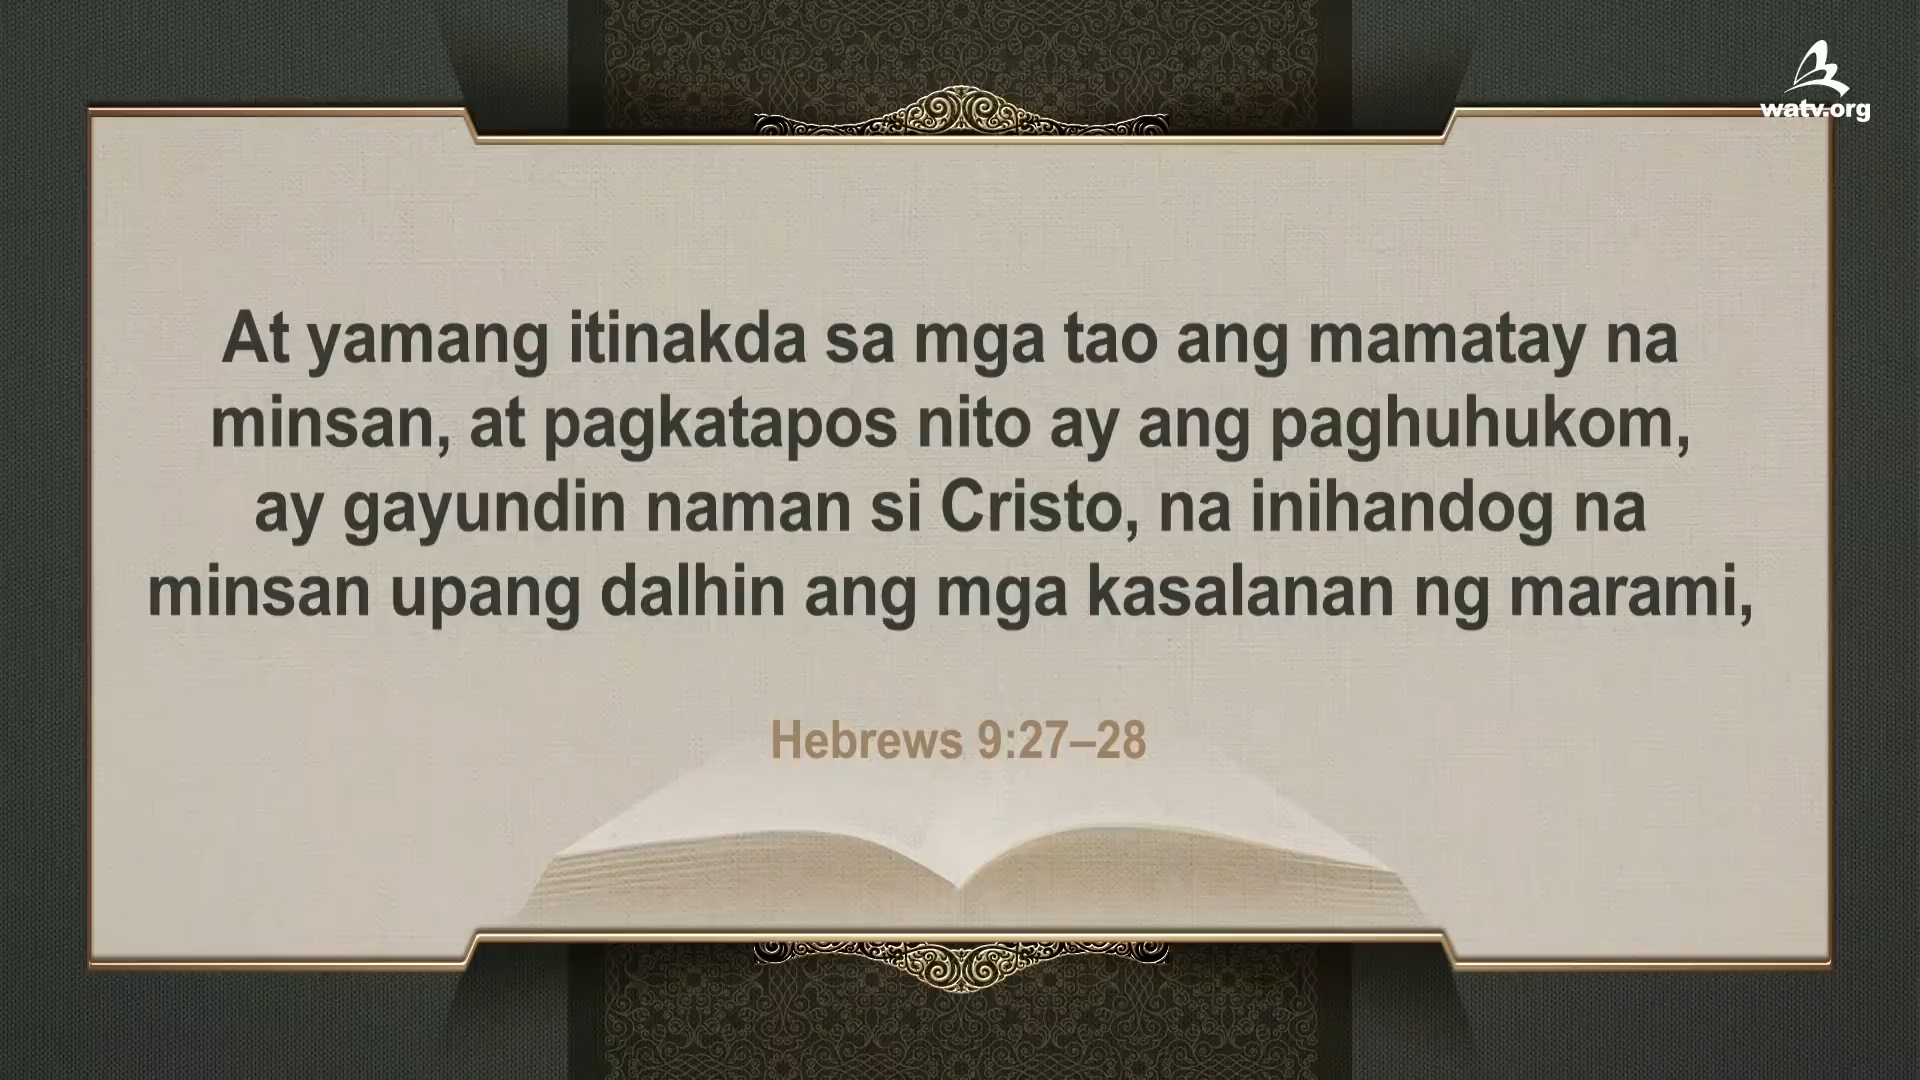 watv.org
At yamang itinakda sa mga tao ang mamatay na
minsan, at pagkatapos nito ay ang paghuhukom,
ay gayundin naman si Cristo, na inihandog na
minsan upang dalhin ang mga kasalanan ng marami,
Hebrews 9:27–28